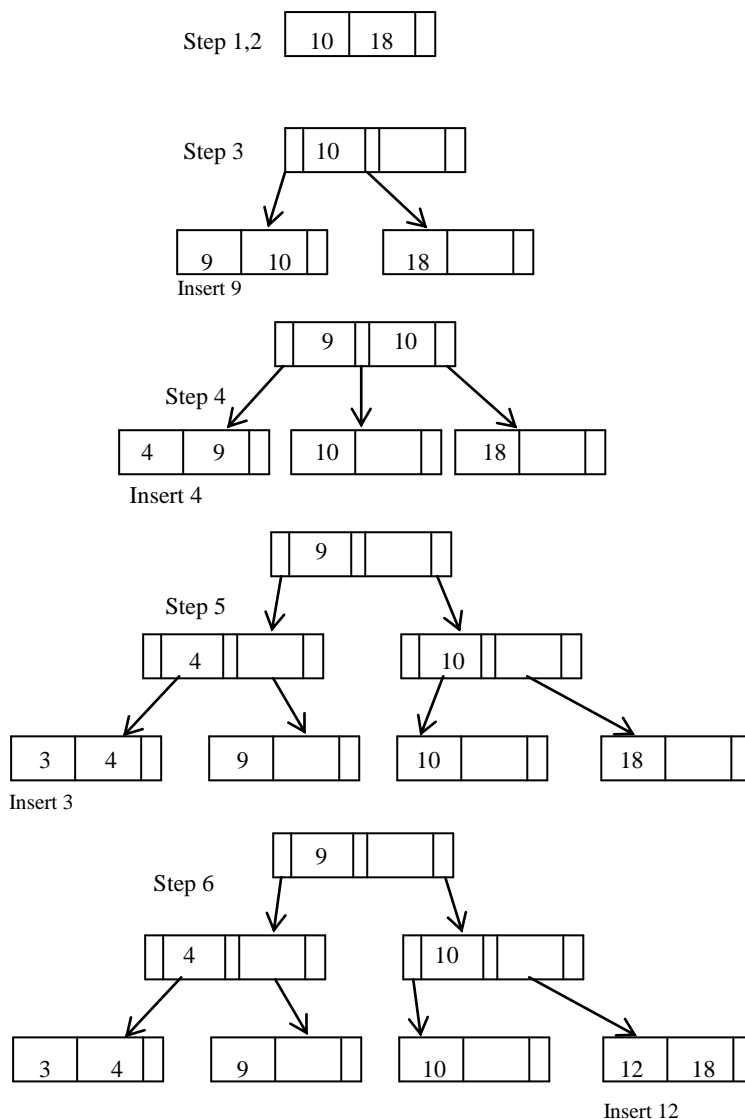 Step 1,2
10 18
Step 3
10
9 10 18
Insert 9
9 10
Step 4
4 9 10 18
Insert 4
9
Step 5
4 10
3 4 9 10 18
Insert 3
9
Step 6
4 10
3 4 9 10 12 18
Insert 12